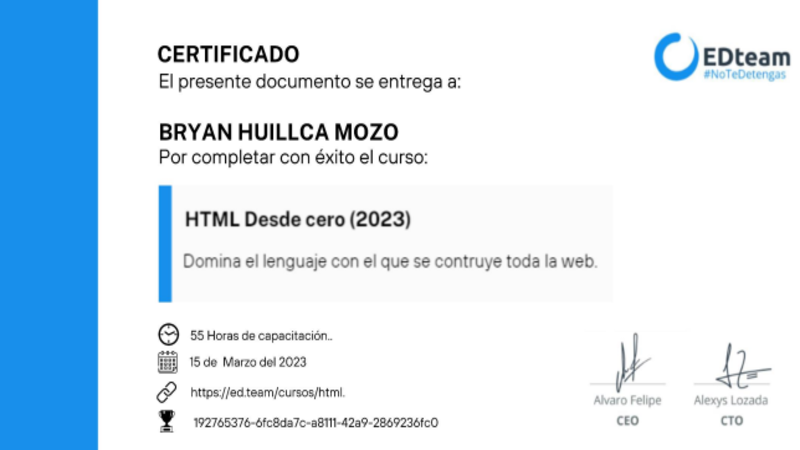 CERTIFICADO
El presente documento se entrega a:
EDteam
#NoTeDetengas
BRYAN HUILLCA MOZO
Por completar con éxito el curso:
HTML Desde cero (2023)
Domina el lenguaje con el que se contruye toda la web.
55 Horas de capacitación..
15 de Marzo del 2023
https://ed.team/cursos/html.
192765376-6fc8da7c-a8111-42a9-2869236fc0
Alvaro Felipe
CEO
Alexys Lozada
CTO